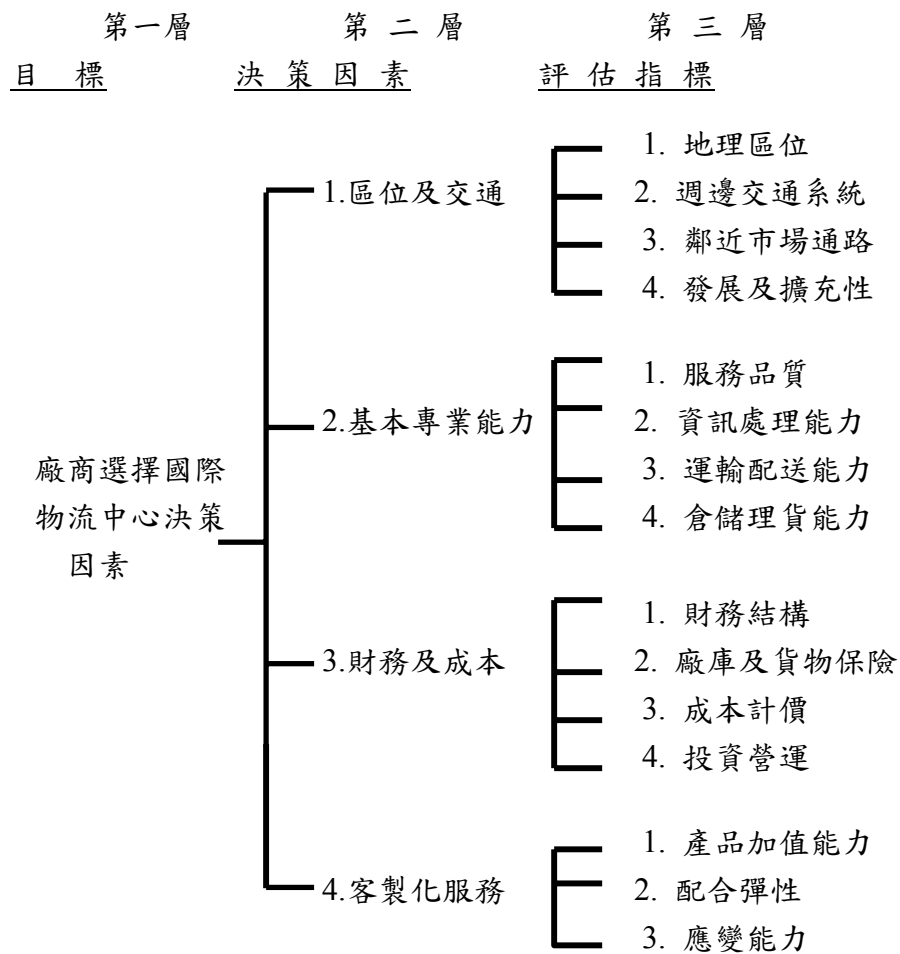 第一層 第二層 第三層
目標 決策因素 評估指標
廠商選擇國際
物流中心決策
因素
1.區位及交通
1. 地理區位
2. 週邊交通系統
3. 鄰近市場通路
4. 發展及擴充性
2.基本專業能力
1. 服務品質
2. 資訊處理能力
3. 運輸配送能力
4. 倉儲理貨能力
3.財務及成本
1. 財務結構
2. 廠庫及貨物保險
3. 成本計價
4. 投資營運
4.客製化服務
1. 產品加值能力
2. 配合彈性
3. 應變能力